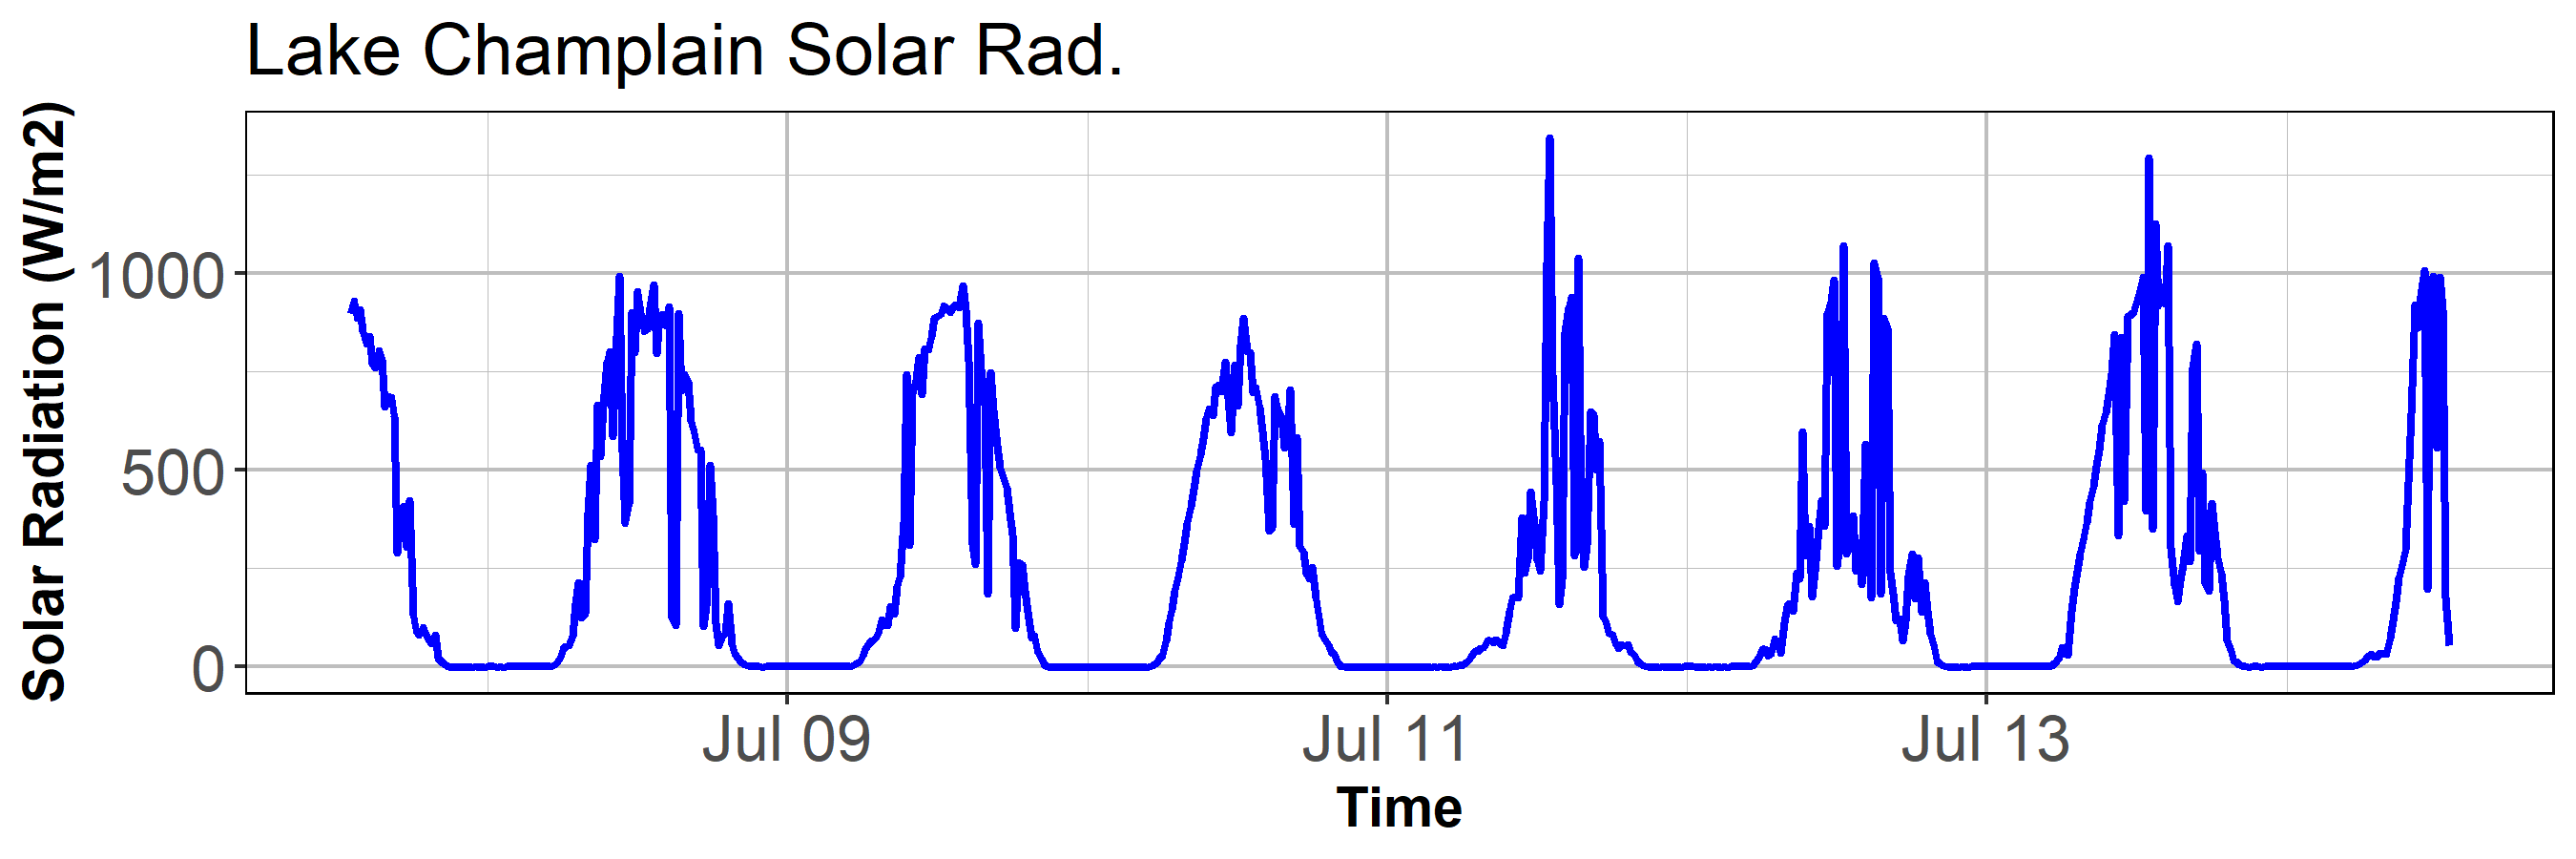 Lake Champlain Solar Rad.
Solar Radiation (W/m2)
1000
500
0
Jul 09
Jul 11
Jul 13
Time